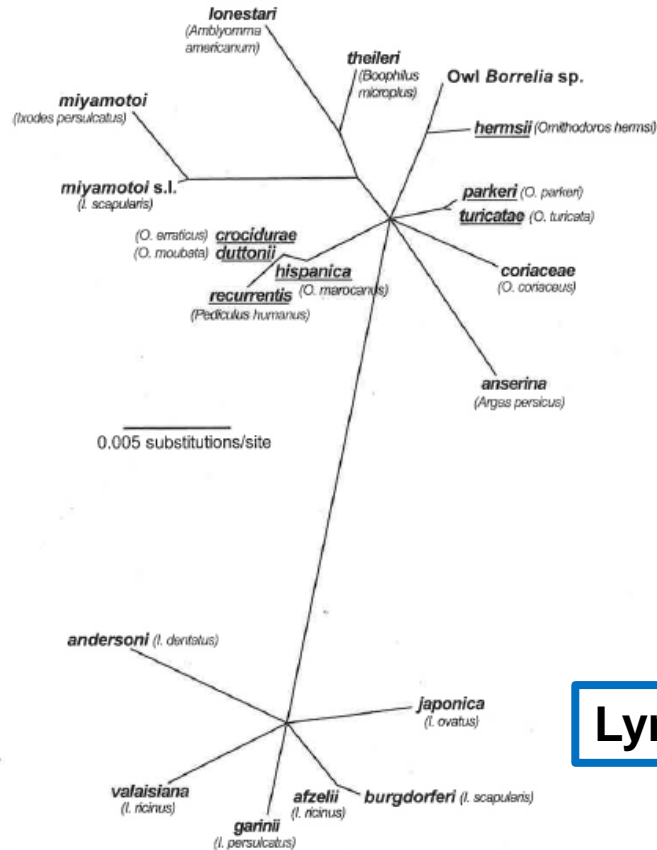 lonestari
(Amblyomma
americanum)
theileri
(Boophilus
microplus)
Owl Borrelia sp.
miyamotoi
(Ixodes persulcatus)
hermsii (Ornithodoros hermsi)
miyamotoi s.l.
(I. scapularis)
parkeri (O. parkeri)
turicatae (O. turicata)
(O. erraticus) crocidurae
(O. moubata) duttonii
hispanica
(O. marocanus)
recurrentis
(Pediculus humanus)
coriaceae
(O. coriaceus)
anserina
(Argas persicus)
0.005 substitutions/site
andersoni (I. dentatus)
japonica
(I. ovatus)
Lyr
valaisiana
(I. ricinus)
afzelii
(I. ricinus)
burgdorferi (I. scapularis)
garinii
(I. persulcatus)